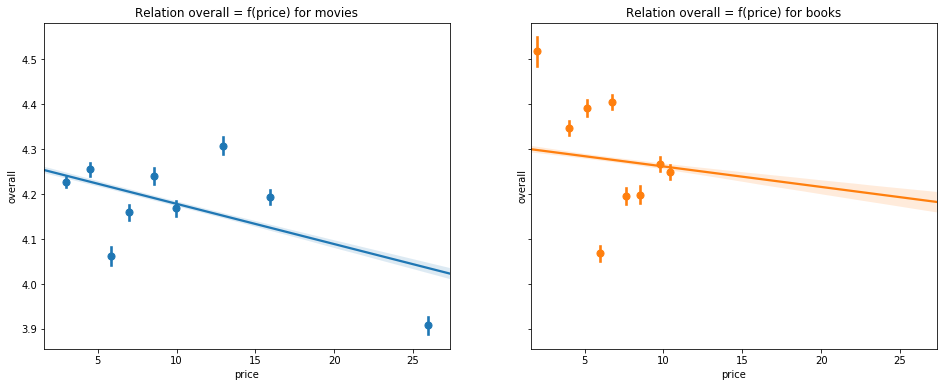 Relation overall = f(price) for movies
Relation overall = f(price) for books
4.5
4.4
4.3
4.2
4.1
4.0
3.9
overall
overall
5
10
15
20
25
5
10
15
20
25
price
price